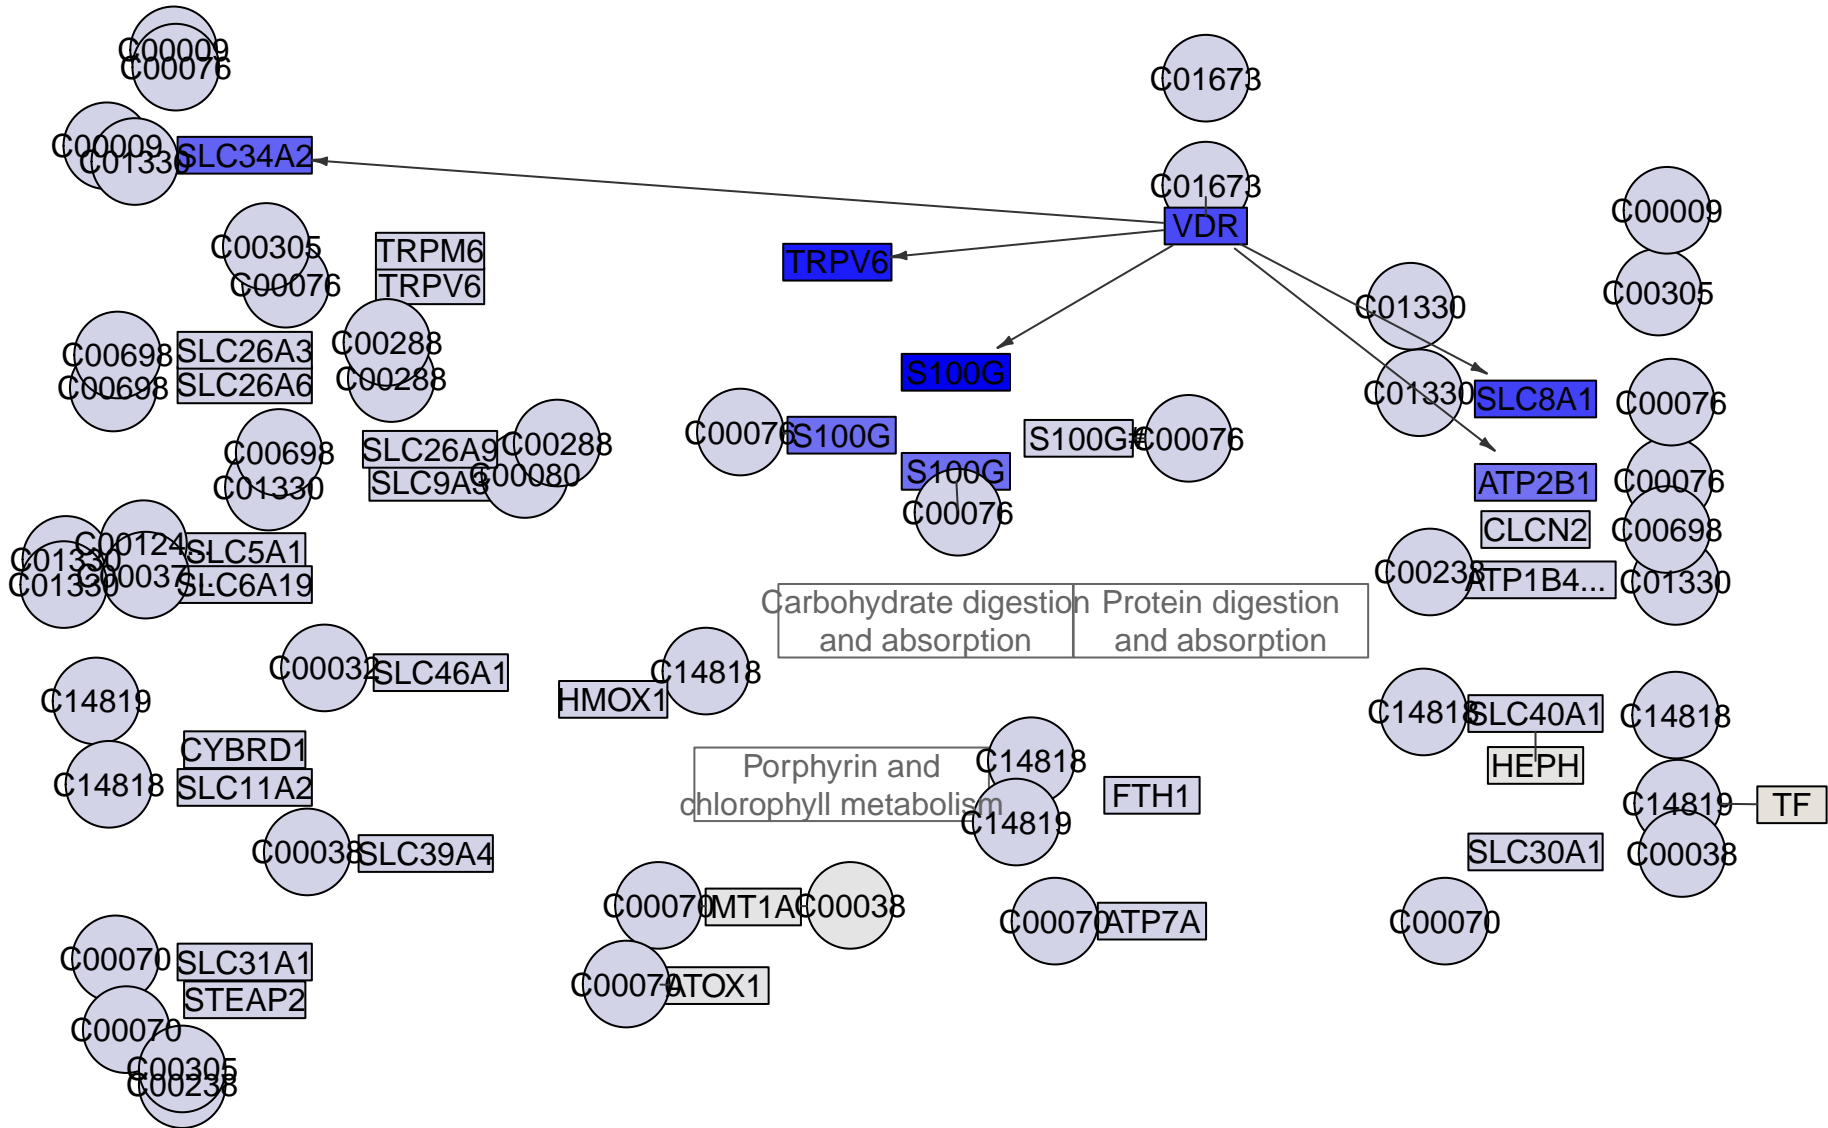 C00009
C00076
C01673
C00009
C01330
SLC34A2
C01673
VDR
C00009
C00305
C00076
TRPM6
TRPV6
TRPV6
C01330
C00305
C00698
C00698
SLC26A3
SLC26A6
C00288
C00288
S100G
C01330
SLC8A1
C00076
C00698
C01330
SLC26A9
SLC9A3
C00288
C00080
C00076
S100G
S100G
C00076
S100G#
C00076
ATP2B1
C00076
CLCN2
C00698
C01330
C01330
C00124...
C00037...
SLC5A1
SLC6A19
C00238
ATP1B4...
C01330
Carbohydrate digestion
and absorption
Protein digestion
and absorption
C00032
SLC46A1
HMOX1
C14818
C14819
C14818
CYBRD1
SLC11A2
C14818
SLC40A1
HEPH
C14818
Porphyrin and
chlorophyll metabolism
C14818
C14819
FTH1
C14819
TF
C00038
SLC39A4
SLC30A1
C00038
C00070
MT1A
C00038
C00070
ATP7A
C00070
C00070
SLC31A1
STEAP2
C00070
ATOX1
C00070
C00305
C00238